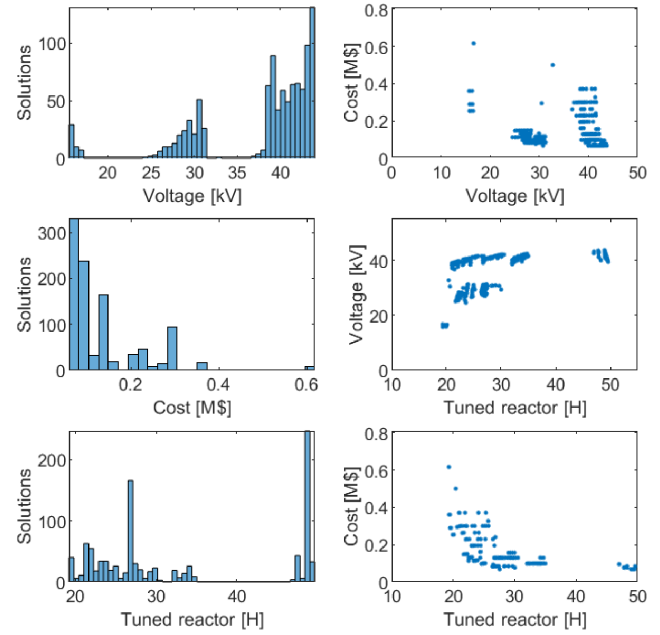 100
50
0
Solutions
20 25 30 35 40
Voltage [kV]
0.8
0.6
0.4
0.2
0
Cost [M$]
0 10 20 30 40 50
Voltage [kV]
300
200
100
0
Solutions
0.2 0.4 0.6
Cost [M$]
40
20
0
Voltage [kV]
10 20 30 40 50
Tuned reactor [H]
200
100
0
Solutions
20 30 40
Tuned reactor [H]
0.8
0.6
0.4
0.2
0
Cost [M$]
10 20 30 40 50
Tuned reactor [H]